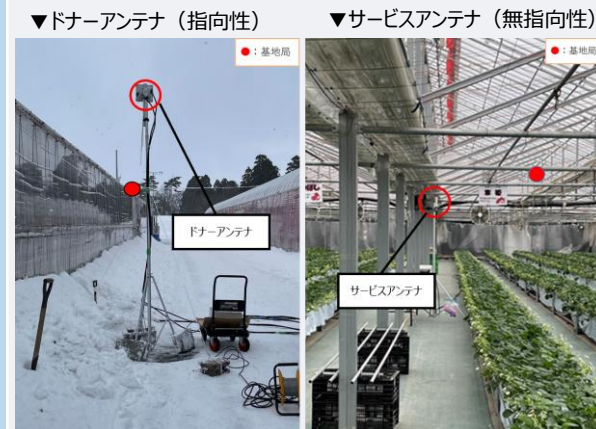 ▼ドナーアンテナ（指向性）
▼サービスアンテナ（無指向性）
●：基地局
●：基地局
ドナーアンテナ
サービスアンテナ